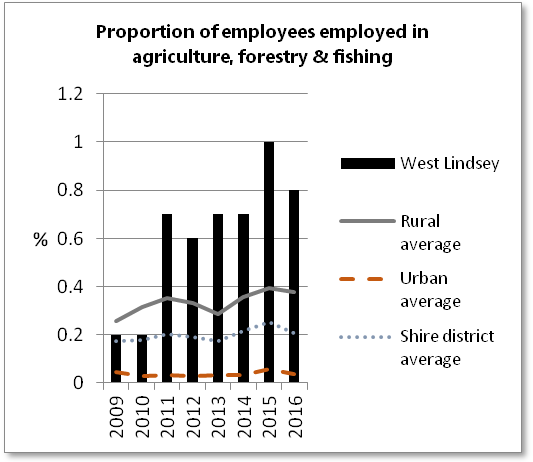 Proportion of employees employed in
agriculture, forestry & fishing
1.2
1
0.8
0.6
0.4
0.2
0
%
2009
2010
2011
2012
2013
2014
2015
2016
West Lindsey
Rural
average
Urban
average
Shire district
average